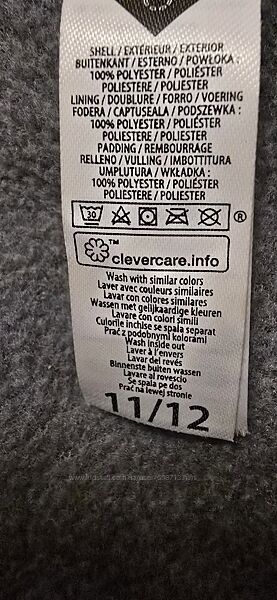 SHELL / EXTÉRIEUR / EXTERIOR
BUITENKANT / ESTERNO / POWŁOKA :
100% POLYESTER / POLIÉSTER
POLIESTERE / POLIESTER
LINING / DOUBLURE / FORRO / VOERING
FODERA / CAPTUSEALA / PODSZEWKA :
100% POLYESTER / POLIÉSTER
POLIESTERE / POLIESTER
PADDING / REMBOURRAGE
RELLENO / VULLING / IMBOTTITURA
UMPLUTURA / WKŁADKA :
100% POLYESTER / POLIÉSTER
POLIESTERE / POLIESTER
30 ®
™
clevercare.info
Wash with similar colors
Laver avec couleurs similaires
Lavar con colores similares
Wassen met gelijkaardige kleuren
Lavare con colori simili
Culorile inchise se spala separat
Prać z podobnymi kolorami
Wash inside out
Laver à l'envers
Lavar del revés
Binnenste buiten wassen
Lavare al rovescio
Se spala pe dos
Prać na lewej stronie
11/12